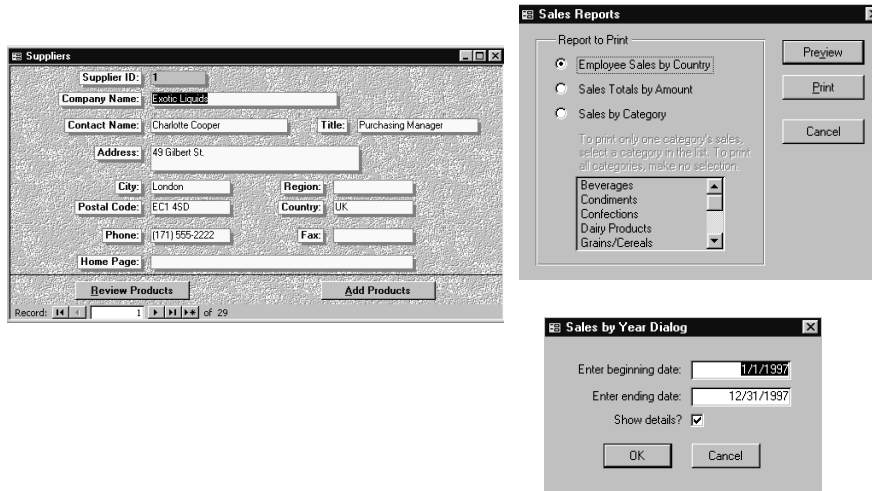 Suppliers
Supplier ID: 1
Company Name: Exotic Liquids
Contact Name: Charlotte Cooper Title: Purchasing Manager
Address: 49 Gilbert St.
City: London Region:
Postal Code: EC1 4SD Country: UK
Phone: (171) 555-2222 Fax:
Home Page:
Review Products Add Products
Record: 1 of 29
Sales Reports
Report to Print
Employee Sales by Country
Sales Totals by Amount
Sales by Category
To print only one category's sales,
select a category in the list. To print
all categories, make no selection.
Beverages
Condiments
Confections
Dairy Products
Grains/Cereals
Preview
Print
Cancel
Sales by Year Dialog
Enter beginning date: 1/1/1997
Enter ending date: 12/31/1997
Show details?
OK Cancel